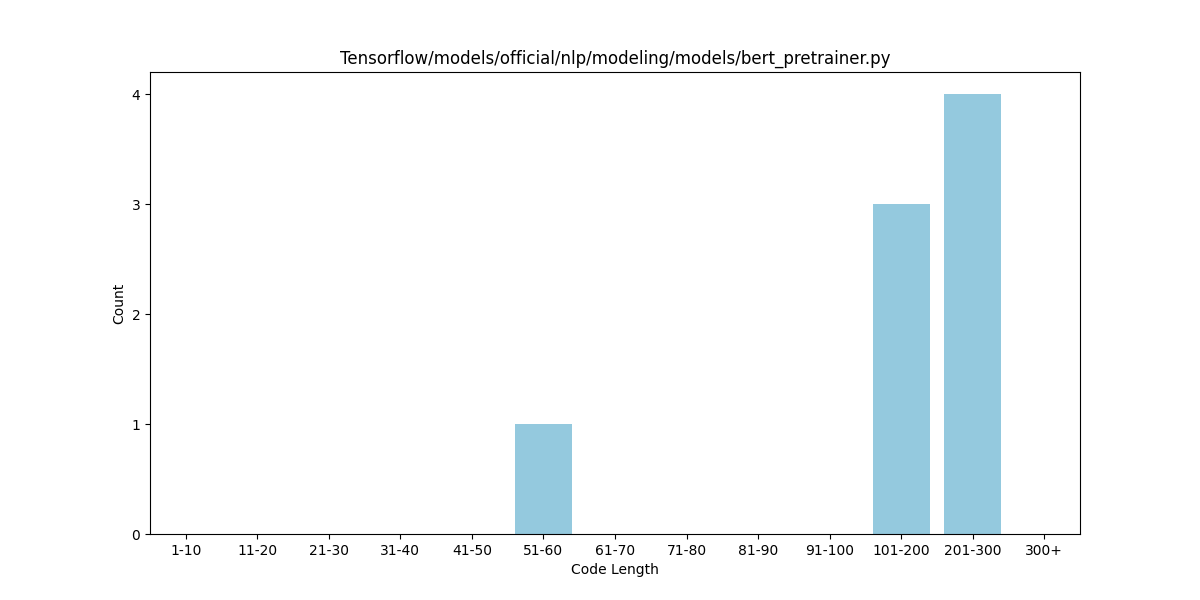 Tensorflow/models/official/nlp/modeling/models/bert_pretrainer.py
4
3
2
1
0
Count
1-10 11-20 21-30 31-40 41-50 51-60 61-70 71-80 81-90 91-100 101-200 201-300 300+
Code Length